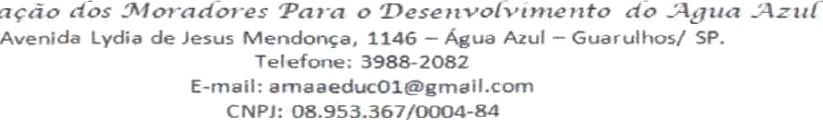 ação dos Moradores Para o Desenvolvimento do Agua Azul
Avenida Lydia de Jesus Mendonça, 1146 – Água Azul – Guarulhos/ SP.
Telefone: 3988-2082
E-mail: amaaeduc01@gmail.com
CNPJ: 08.953.367/0004-84